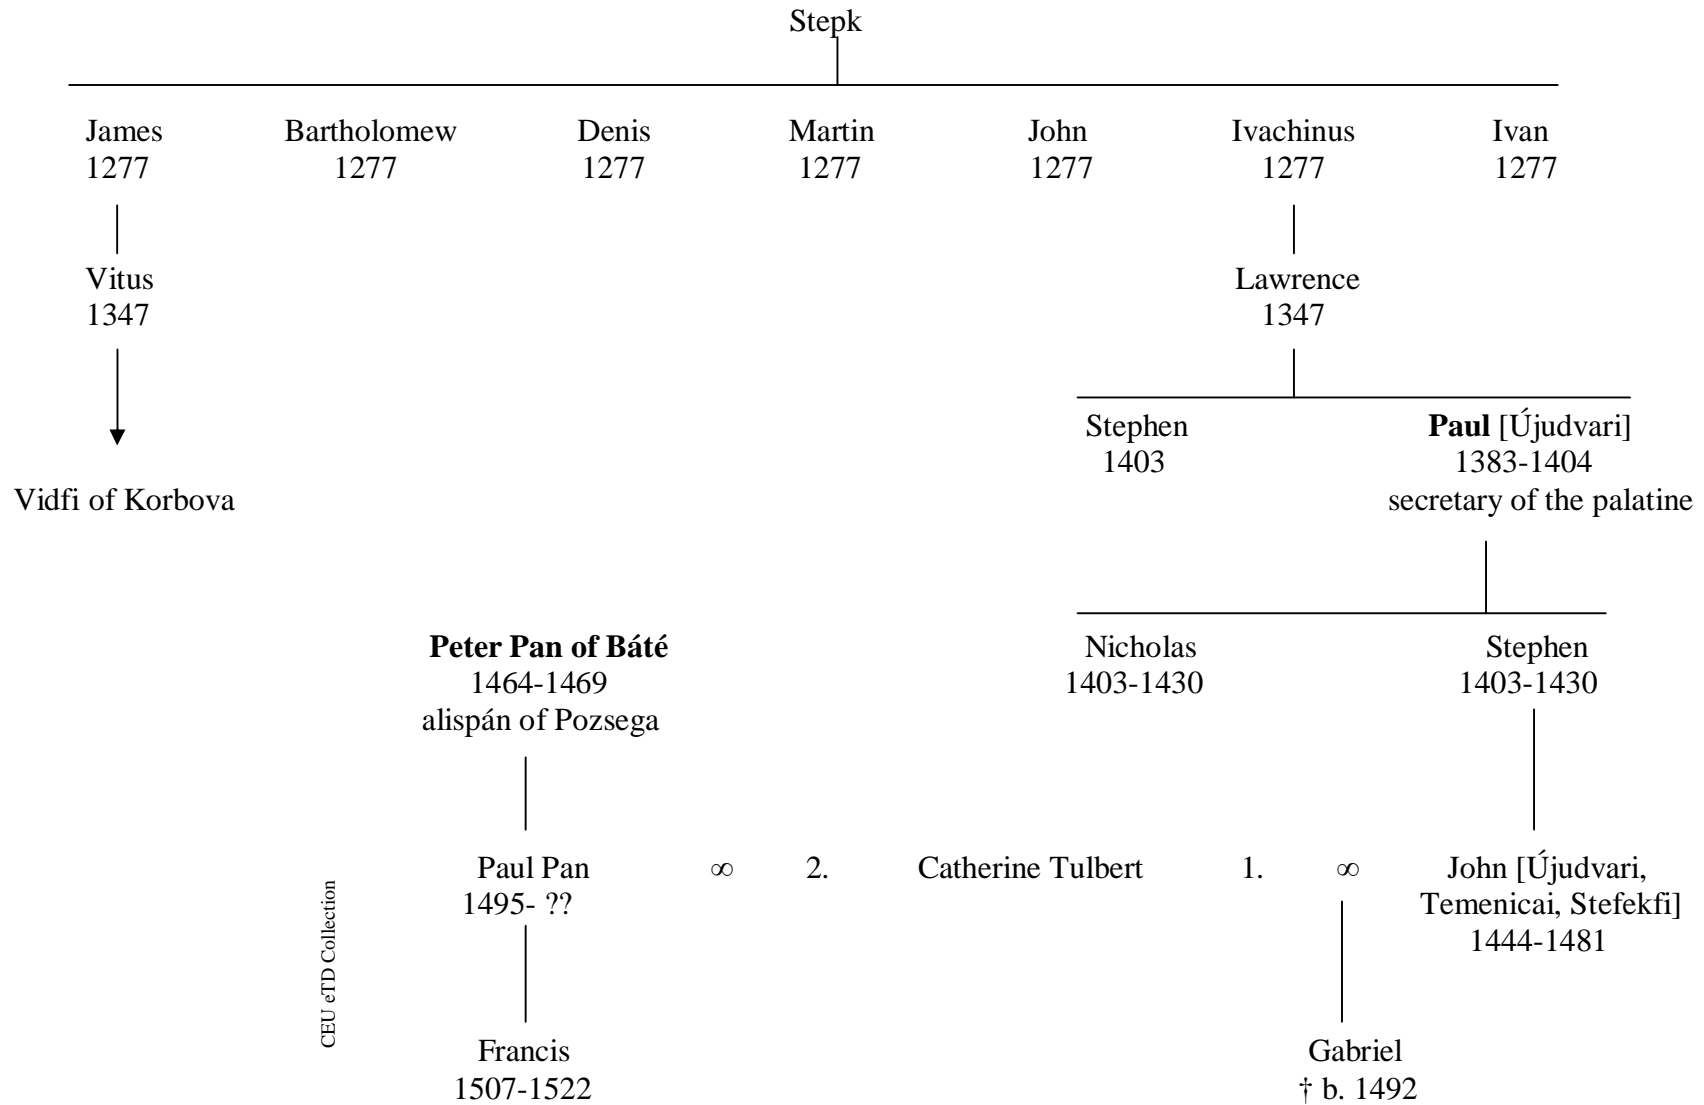 Stepk
James Bartholomew Denis Martin John Ivachinus Ivan
1277 1277 1277 1277 1277 1277 1277
Vitus Lawrence
1347 1347
Stephen Paul [Újudvari]
1403 1383-1404
Vidfi of Korbova secretary of the palatine
Peter Pan of Báté Nicholas Stephen
1464-1469 1403-1430 1403-1430
alispán of Pozsega
Paul Pan ∞ 2. Catherine Tulbert 1. ∞ John [Újudvari,
1495- ?? Temenicai, Stefekfi]
1444-1481
CEU eTD Collection
Francis Gabriel
1507-1522 † b. 1492